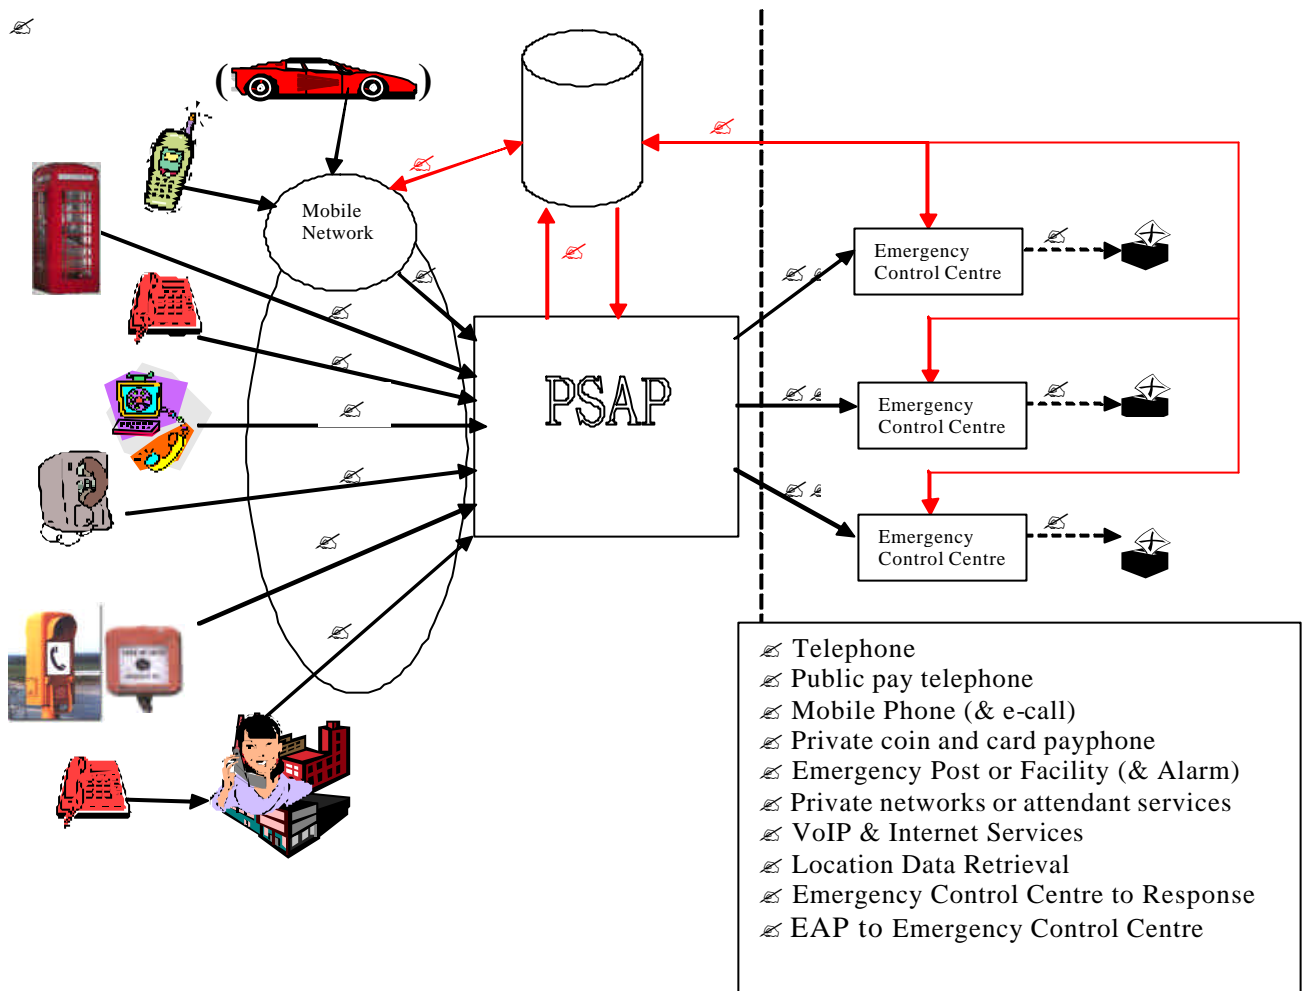 ( )
Mobile
Network
PSAP
Emergency
Control Centre
Emergency
Control Centre
Emergency
Control Centre
Telephone
Public pay telephone
Mobile Phone (& e-call)
Private coin and card payphone
Emergency Post or Facility (& Alarm)
Private networks or attendant services
VoIP & Internet Services
Location Data Retrieval
Emergency Control Centre to Response
EAP to Emergency Control Centre